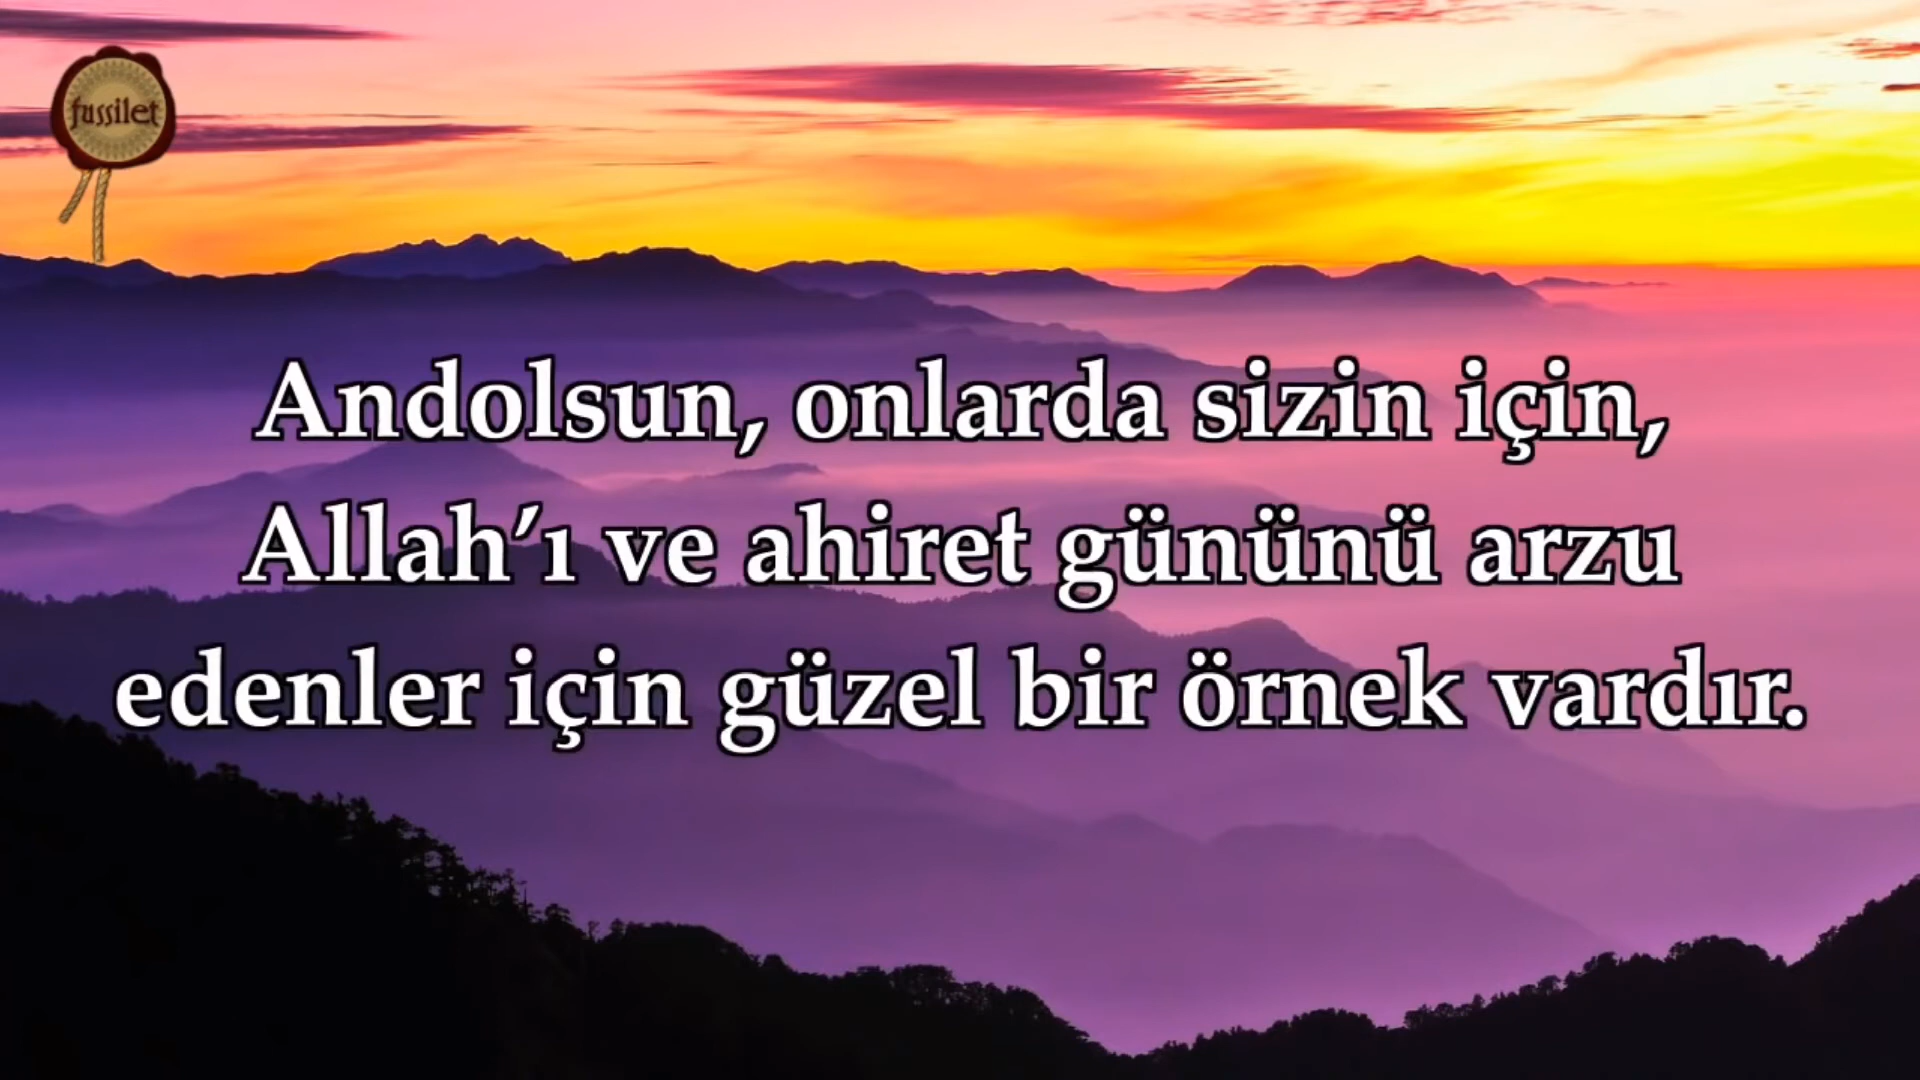 fussilet
Andolsun, onlarda sizin için,
Allah’ı ve ahiret gününü arzu
edenler için güzel bir örnek vardır.